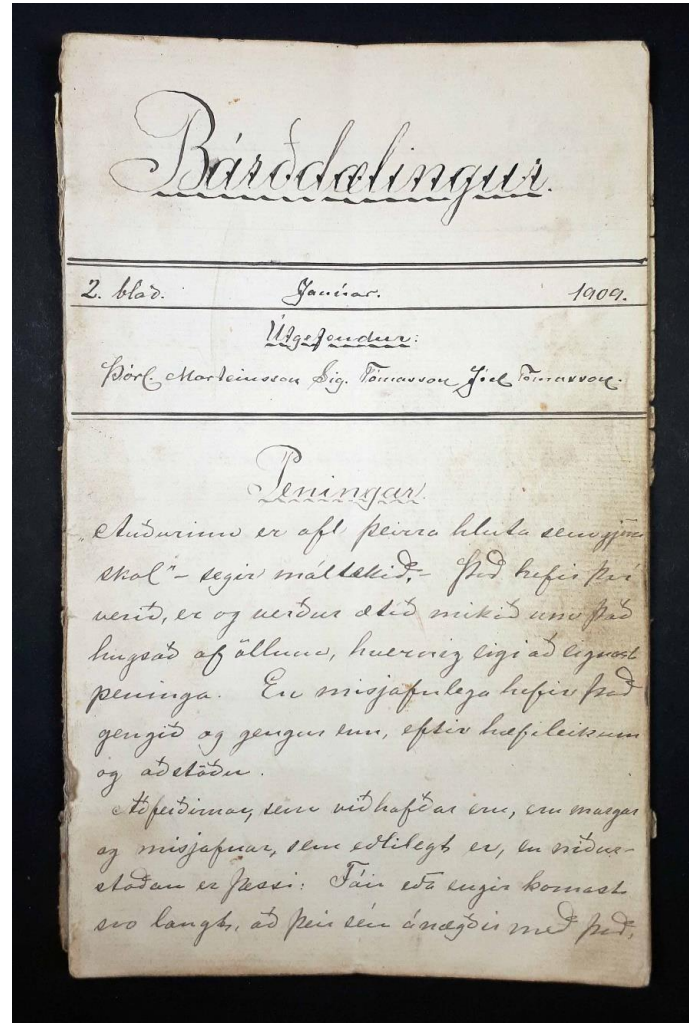 Bárðdælingur.
2. blað. Janúar. 1909.
Útgefendur:
Þórl. Marteinsson Sig. Tómasson Jóel Tómasson.
Peningar.
„Auðurinn er afl þeirra hluta sem gjöra
skal" – segir máltækið. – Það hefir því
verið, er og verður ætíð mikið um það
hugsað af öllum, hvernig eigi að eignast
peninga. En misjafnlega hefir það
gengið og gengur enn, eftir hæfileikum
og aðstöðu.
Aðferðirnar, sem viðhafðar eru, eru margar
og misjafnar, sem eðlilegt er, en niður-
staðan er þessi: Fáir eða engir komast
svo langt, að þeir séu ánægðir með það,